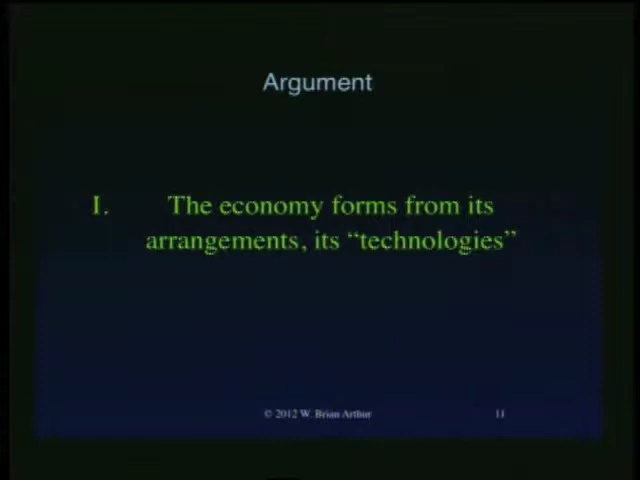 Argument
I. The economy forms from its
arrangements, its “technologies”
© 2012 W. Brian Arthur 11